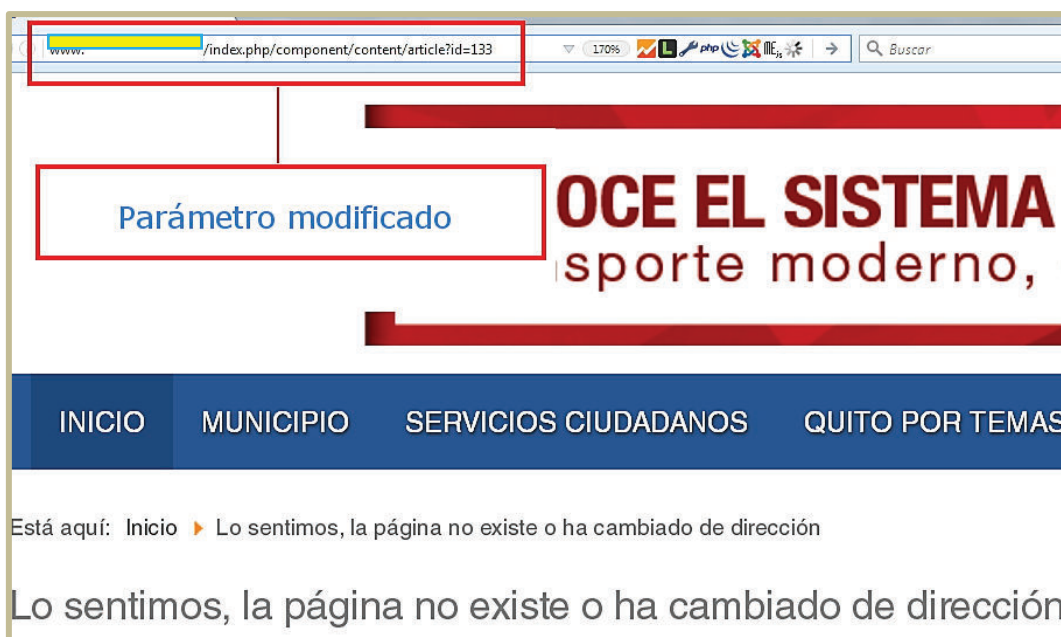 www. /index.php/component/content/article?id=133 170% php Buscar
Parámetro modificado
OCE EL SISTEMA
sporte moderno,
INICIO MUNICIPIO SERVICIOS CIUDADANOS QUITO POR TEMAS
Está aquí: Inicio Lo sentimos, la página no existe o ha cambiado de dirección
Lo sentimos, la página no existe o ha cambiado de dirección